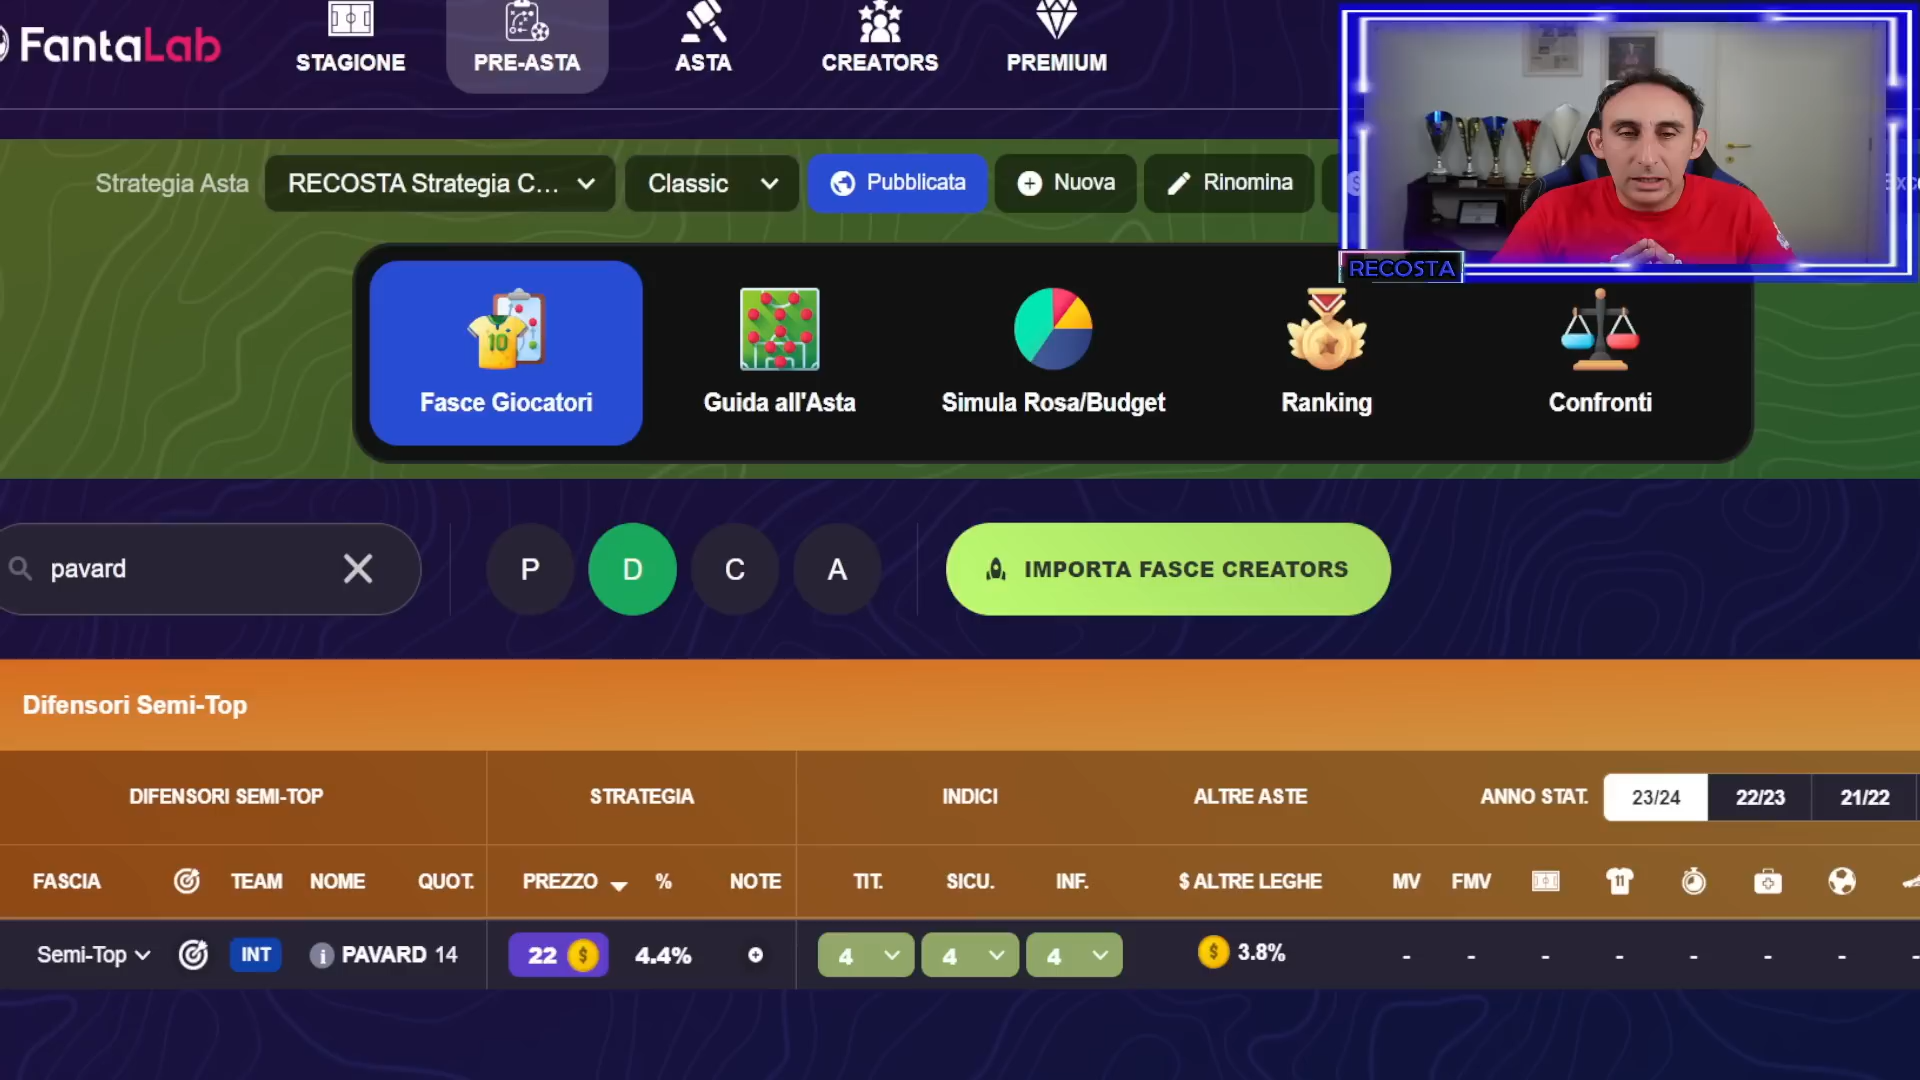 FantaLab
STAGIONE
PRE-ASTA
ASTA
CREATORS
PREMIUM
RECOSTA
Strategia Asta
RECOSTA Strategia C...
Classic
Pubblicata
Nuova
Rinomina
10
Fasce Giocatori
Guida all'Asta
Simula Rosa/Budget
Ranking
Confronti
pavard
P
D
C
A
IMPORTA FASCE CREATORS
Difensori Semi-Top
DIFENSORI SEMI-TOP
STRATEGIA
INDICI
ALTRE ASTE
ANNO STAT.
23/24
22/23
21/22
FASCIA
TEAM
NOME
QUOT.
PREZZO
%
NOTE
TIT.
SICU.
INF.
$ ALTRE LEGHE
MV
FMV
11
Semi-Top
INT
PAVARD 14
22 $
4.4%
4
4
4
$ 3.8%
-
-
-
-
-
-
-
-